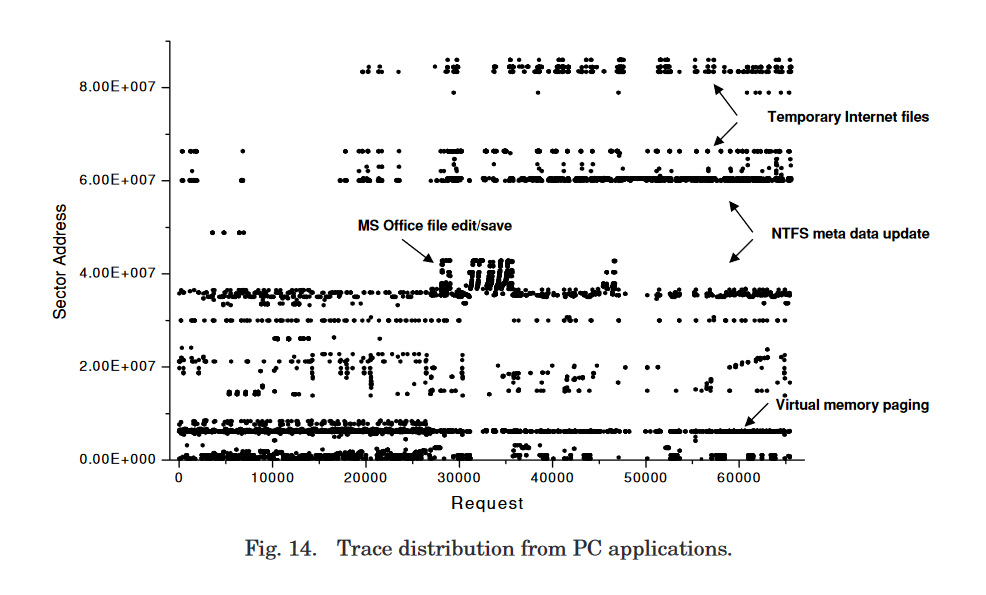 8.00E+007
Temporary Internet files
6.00E+007
MS Office file edit/save
NTFS meta data update
Sector Address
4.00E+007
2.00E+007
Virtual memory paging
0.00E+000
0 10000 20000 30000 40000 50000 60000
Request
Fig. 14. Trace distribution from PC applications.